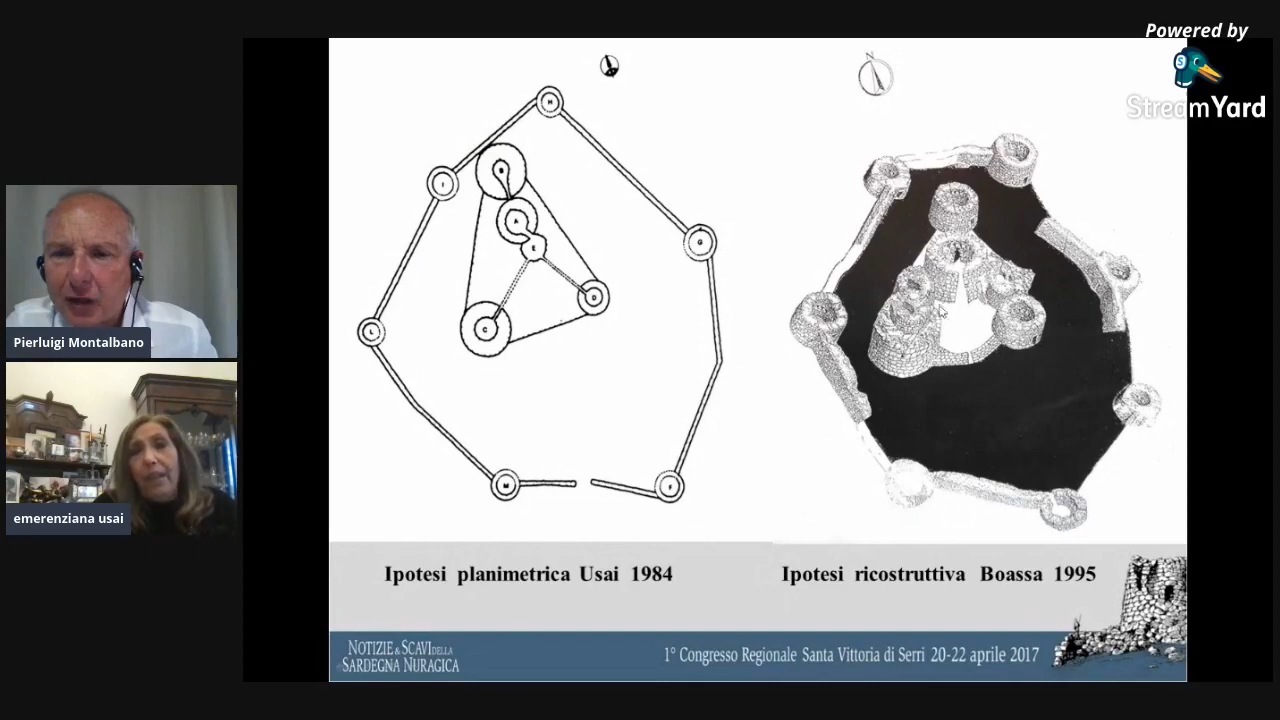 Powered by
StreamYard
N
Pierluigi Montalbano
emerenziana usai
Ipotesi planimetrica Usai 1984
Ipotesi ricostruttiva Boassa 1995
NOTIZIE & SCAVI DELLA
SARDEGNA NURAGICA
1° Congresso Regionale Santa Vittoria di Serri 20-22 aprile 2017